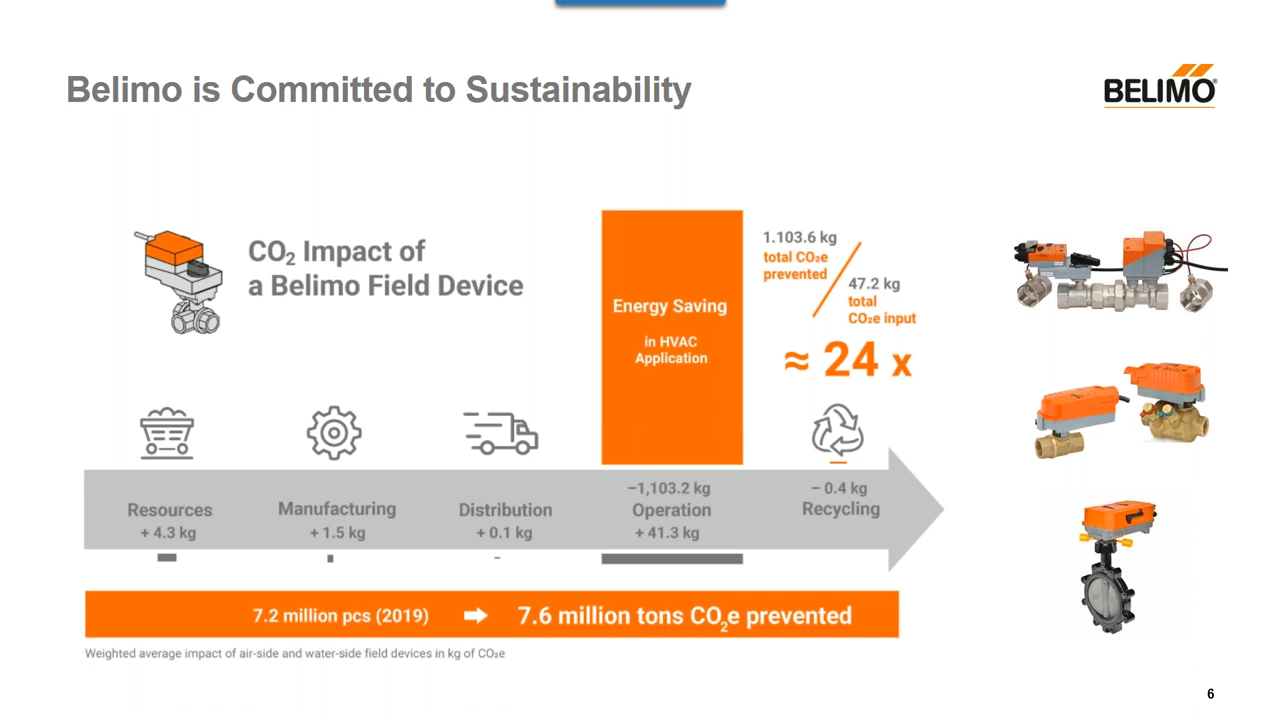 Belimo is Committed to Sustainability
BELIMO®
CO₂ Impact of
a Belimo Field Device
Energy Saving
in HVAC
Application
1.103.6 kg
total CO₂e
prevented
47.2 kg
total
CO₂e input
≈ 24 x
Resources
+ 4.3 kg
Manufacturing
+ 1.5 kg
Distribution
+ 0.1 kg
−1,103.2 kg
Operation
+ 41.3 kg
− 0.4 kg
Recycling
7.2 million pcs (2019) 7.6 million tons CO₂e prevented
Weighted average impact of air-side and water-side field devices in kg of CO₂e
6